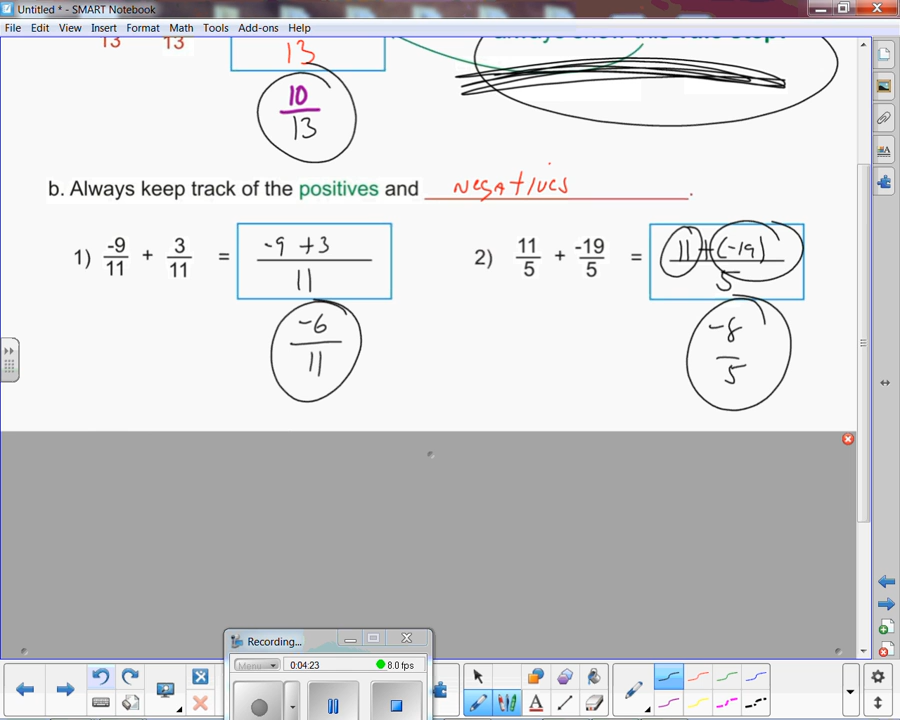 Untitled * - SMART Notebook
File Edit View Insert Format Math Tools Add-ons Help
13 13
13
10
13
b. Always keep track of the positives and negatives.
1) -9/11 + 3/11 = -9 +3
11
-6
11
2) 11/5 + -19/5 = 11+(-19)
5
-8
5
Recording...
Menu 0:04:23 8.0 fps